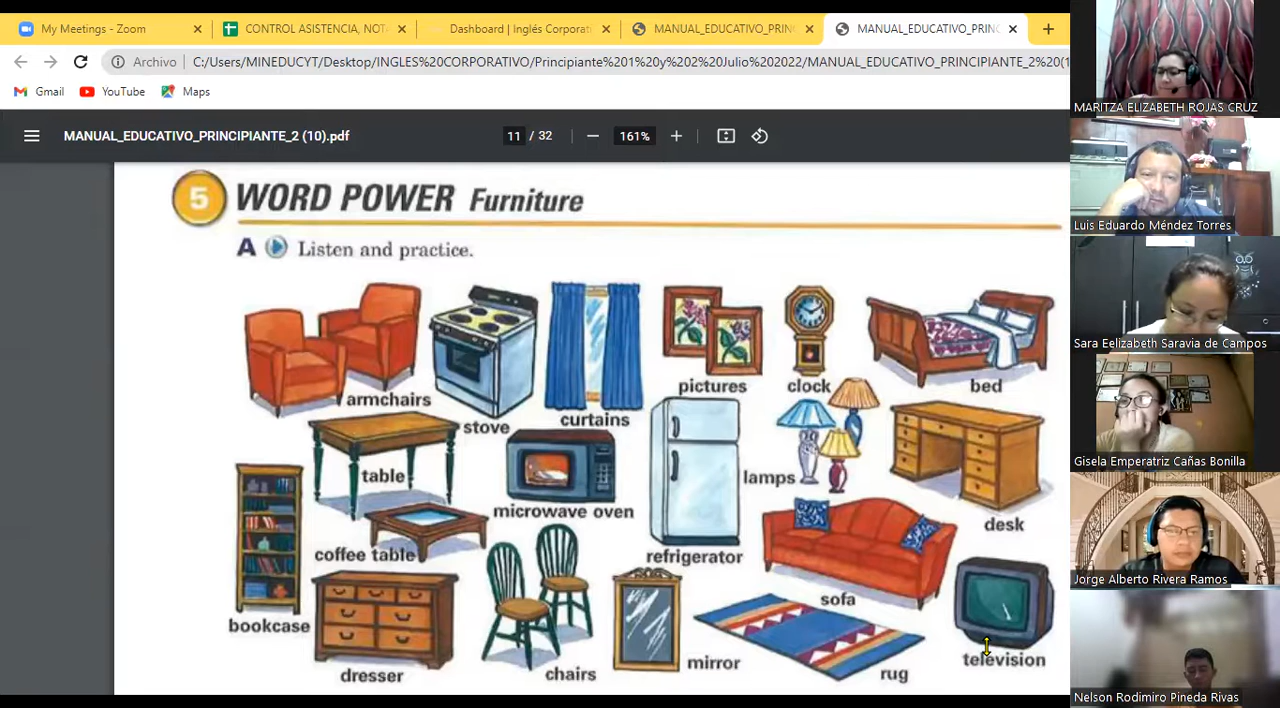 My Meetings - Zoom
CONTROL ASISTENCIA, NOT
Dashboard | Inglés Corporati
MANUAL_EDUCATIVO_PRIN
MANUAL_EDUCATIVO_PRIN
Archivo
C:/Users/MINEDUCYT/Desktop/INGLES%20CORPORATIVO/Principiante%201%20y%202%20Julio%202022/MANUAL_EDUCATIVO_PRINCIPIANTE_2%20(1
Gmail
YouTube
Maps
MANUAL_EDUCATIVO_PRINCIPIANTE_2 (10).pdf
11 / 32
161%
5 WORD POWER Furniture
A Listen and practice.
armchairs
stove
curtains
pictures
clock
bed
table
microwave oven
lamps
desk
coffee table
refrigerator
sofa
bookcase
dresser
chairs
mirror
rug
television
MARITZA ELIZABETH ROJAS CRUZ
Luis Eduardo Méndez Torres
Sara Eelizabeth Saravia de Campos
Gisela Emperatriz Cañas Bonilla
Jorge Alberto Rivera Ramos
Nelson Rodimiro Pineda Rivas